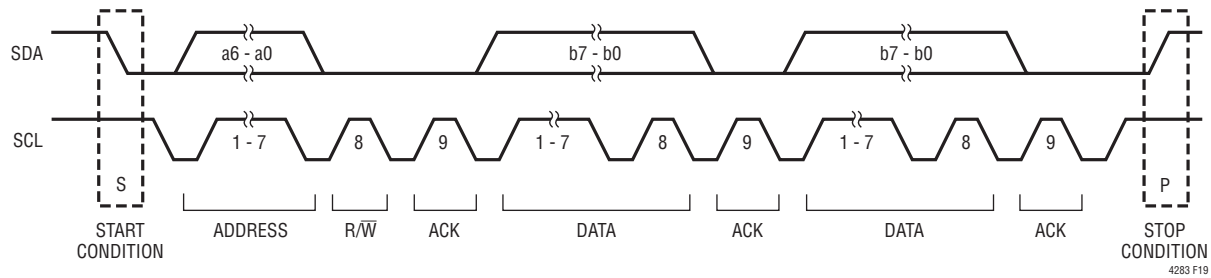 SDA
a6 - a0
b7 - b0
b7 - b0
SCL
1 - 7
8
9
1 - 7
8
9
1 - 7
8
9
S
P
START
CONDITION
ADDRESS
R/W̅
ACK
DATA
ACK
DATA
ACK
STOP
CONDITION
4283 F19